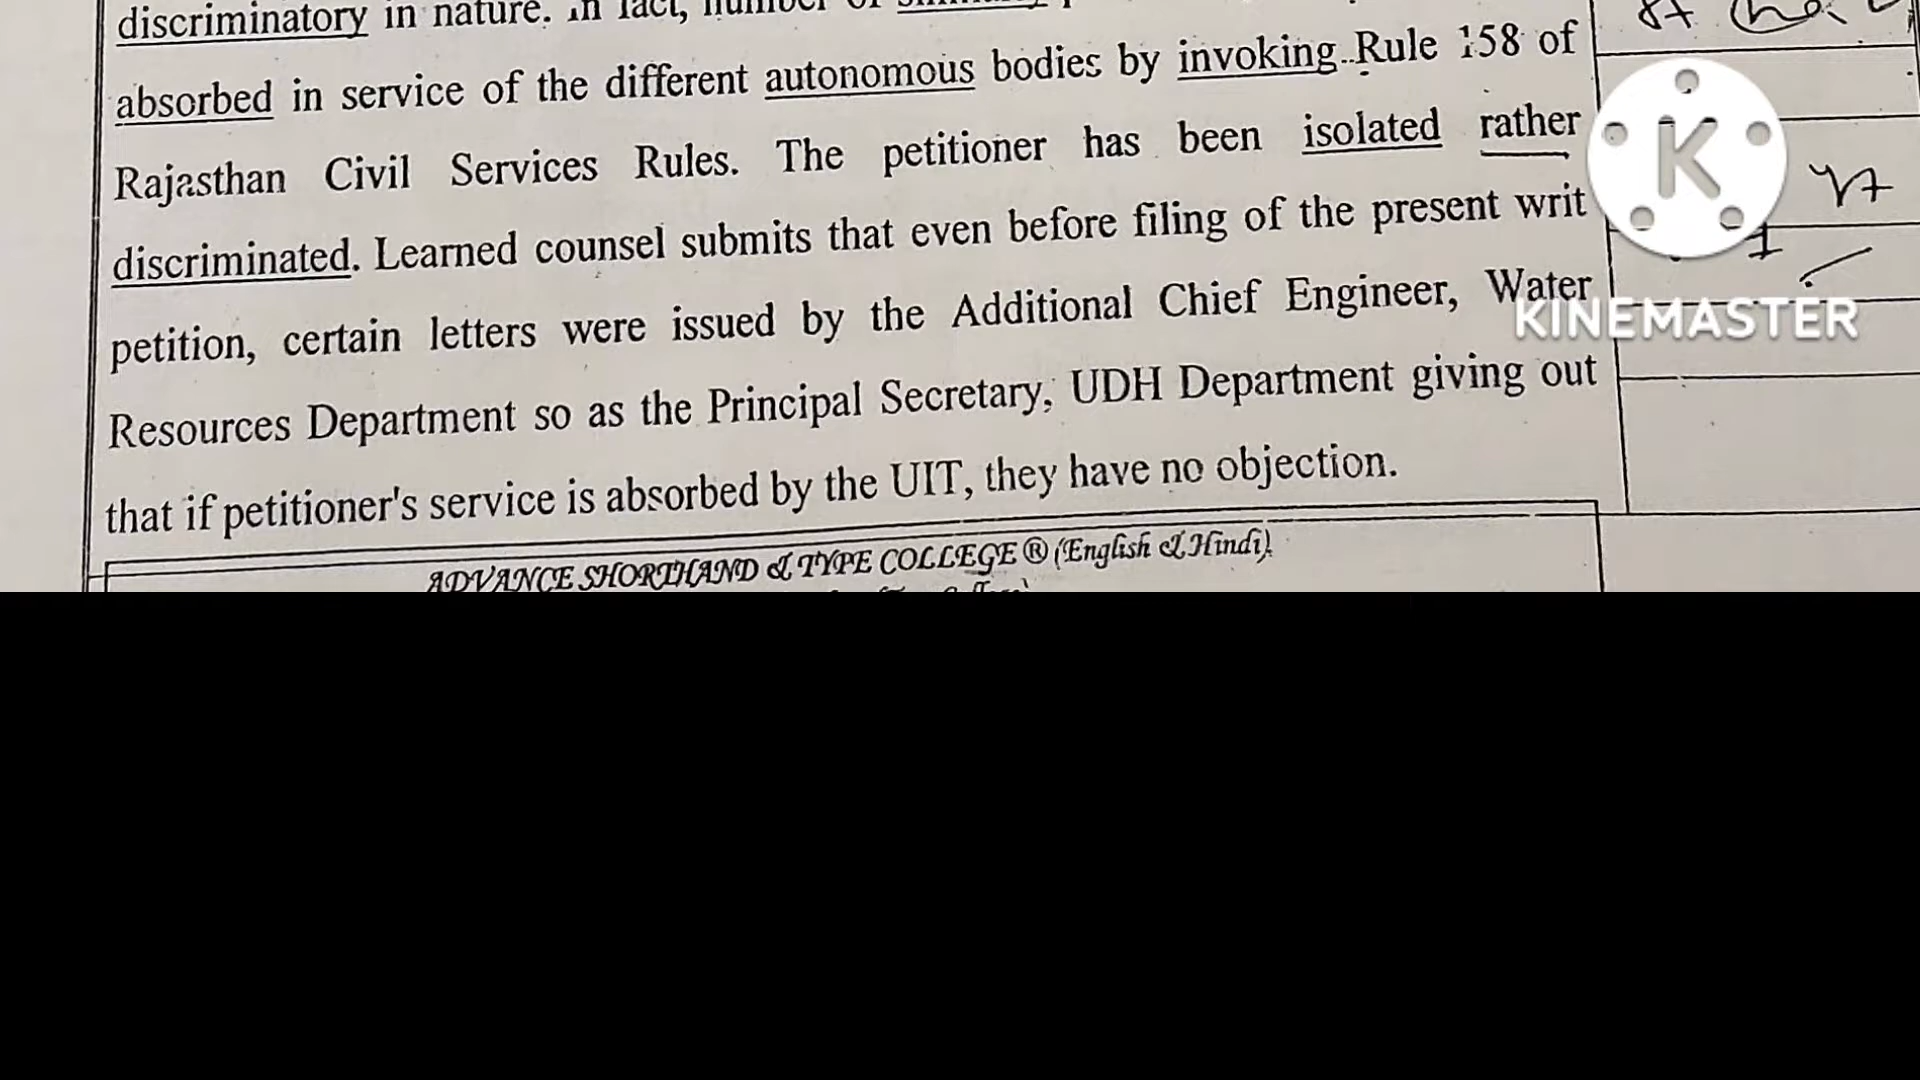 discriminatory in nature. In fact, number of
absorbed in service of the different autonomous bodies by invoking Rule 158 of
Rajasthan Civil Services Rules. The petitioner has been isolated rather
discriminated. Learned counsel submits that even before filing of the present writ
petition, certain letters were issued by the Additional Chief Engineer, Water
Resources Department so as the Principal Secretary, UDH Department giving out
that if petitioner's service is absorbed by the UIT, they have no objection.
ADVANCE SHORTHAND & TYPE COLLEGE ® (English & Hindi)
K
KINEMASTER